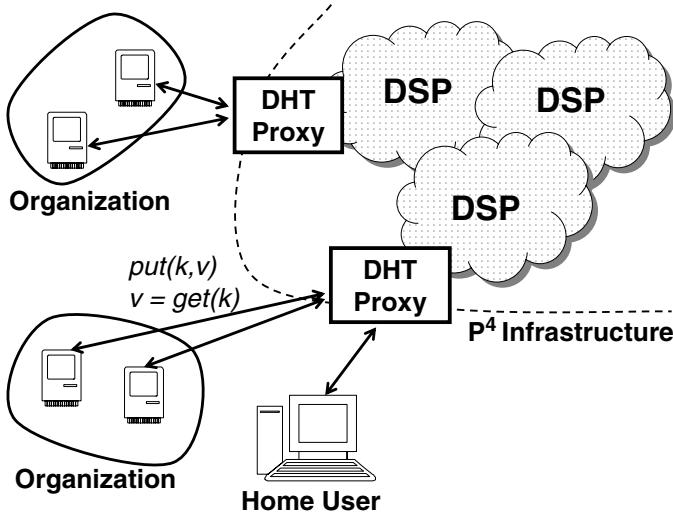 DHT
Proxy
DSP
DSP
DSP
Organization
put(k,v)
v = get(k)
DHT
Proxy
P⁴ Infrastructure
Organization
Home User